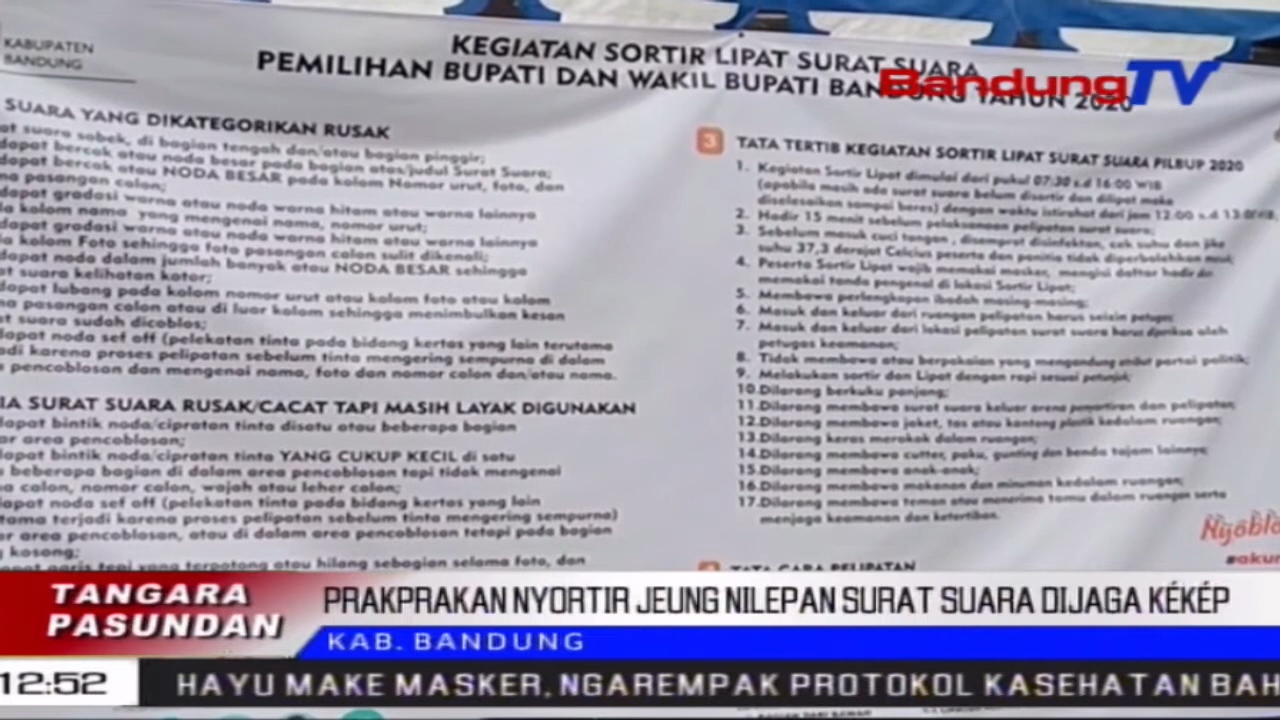 KABUPATEN
BANDUNG
KEGIATAN SORTIR LIPAT SURAT SUARA
PEMILIHAN BUPATI DAN WAKIL BUPATI BANDUNG TAHUN 2020
BandungTV
SUARA YANG DIKATEGORIKAN RUSAK
at suara sobek, di bagian tengah dan/atau bagian pinggir;
dapat bercak atau noda besar pada bagian atas/judul Surat Suara;
dapat bercak atau NODA BESAR pada kolom Nomor urut, foto, dan
na pasangan calon;
dapat gradasi warna atau noda warna hitam atau warna lainnya
a kolom nama yang mengenai nama, nomor urut;
dapat gradasi warna atau noda warna hitam atau warna lainnya
a kolom Foto sehingga foto pasangan calon sulit dikenali;
dapat noda dalam jumlah banyak atau NODA BESAR sehingga
at suara kelihatan kotor;
dapat lubang pada kolom nomor urut atau kolom foto atau kolom
na pasangan calon atau di luar kolom sehingga menimbulkan kesan
at suara sudah dicoblos;
dapat noda set off (pelekatan tinta pada bidang kertas yang lain terutama
adi karena proses pelipatan sebelum tinta mengering sempurna di dalam
pencoblosan dan mengenai nama, foto dan nomor calon dan/atau nama.
IA SURAT SUARA RUSAK/CACAT TAPI MASIH LAYAK DIGUNAKAN
dapat bintik noda/cipratan tinta disatu atau beberapa bagian
ar area pencoblosan;
dapat bintik noda/cipratan tinta YANG CUKUP KECIL di satu
beberapa bagian di dalam area pencoblosan tapi tidak mengenai
a calon, nomor calon, wajah atau leher calon;
dapat noda set off (pelekatan tinta pada bidang kertas yang lain
tama terjadi karena proses pelipatan sebelum tinta mengering sempurna)
ar area pencoblosan, atau di dalam area pencoblosan tetapi pada bagian
kosong;
garis tepi yang terpotong atau hilang sebagian selama foto, dan
3 TATA TERTIB KEGIATAN SORTIR LIPAT SURAT SUARA PILBUP 2020
1. Kegiatan Sortir Lipat dimulai dari pukul 07:30 s.d 16:00 WIB
(apabila masih ada surat suara belum disortir dan dilipat maka
diselesaikan sampai beres) dengan waktu istirahat dari jam 12:00 s.d 13:00
2. Hadir 15 menit sebelum pelaksanaan pelipatan surat suara;
3. Sebelum masuk cuci tangan, disemprot disinfektan, cek suhu dan jika
suhu 37,3 derajat Celcius peserta dan panitia tidak diperbolehkan
4. Peserta Sortir Lipat wajib memakai masker, mengisi daftar hadir dan
memakai tanda pengenal di lokasi Sortir Lipat;
5. Membawa perlengkapan ibadah masing-masing;
6. Masuk dan keluar dari ruangan pelipatan harus seizin petugas
7. Masuk dan keluar dari lokasi pelipatan surat suara harus diperiksa oleh
petugas keamanan;
8. Tidak membawa atau berpakaian yang mengandung atribut partai politik;
9. Melakukan sortir dan Lipat dengan rapi sesuai petunjuk;
10. Dilarang berkuku panjang;
11. Dilarang membawa surat suara keluar arena penyortiran dan pelipatan;
12. Dilarang membawa jaket, tas atau kantong plastik kedalam ruangan;
13. Dilarang keras merokok dalam ruangan;
14. Dilarang membawa cutter, paku, gunting dan benda tajam lainnya;
15. Dilarang membawa anak-anak;
16. Dilarang membawa makanan dan minuman kedalam ruangan;
17. Dilarang membawa teman atau menerima tamu dalam ruangan serta
menjaga keamanan dan ketertiban.
TATA CARA PELIPATAN
Nyoblo
#aku
TANGARA
PASUNDAN
PRAKPRAKAN NYORTIR JEUNG NILEPAN SURAT SUARA DIJAGA KÉKÉP
KAB. BANDUNG
12:52
HAYU MAKE MASKER, NGAREMPAK PROTOKOL KASEHATAN BAH